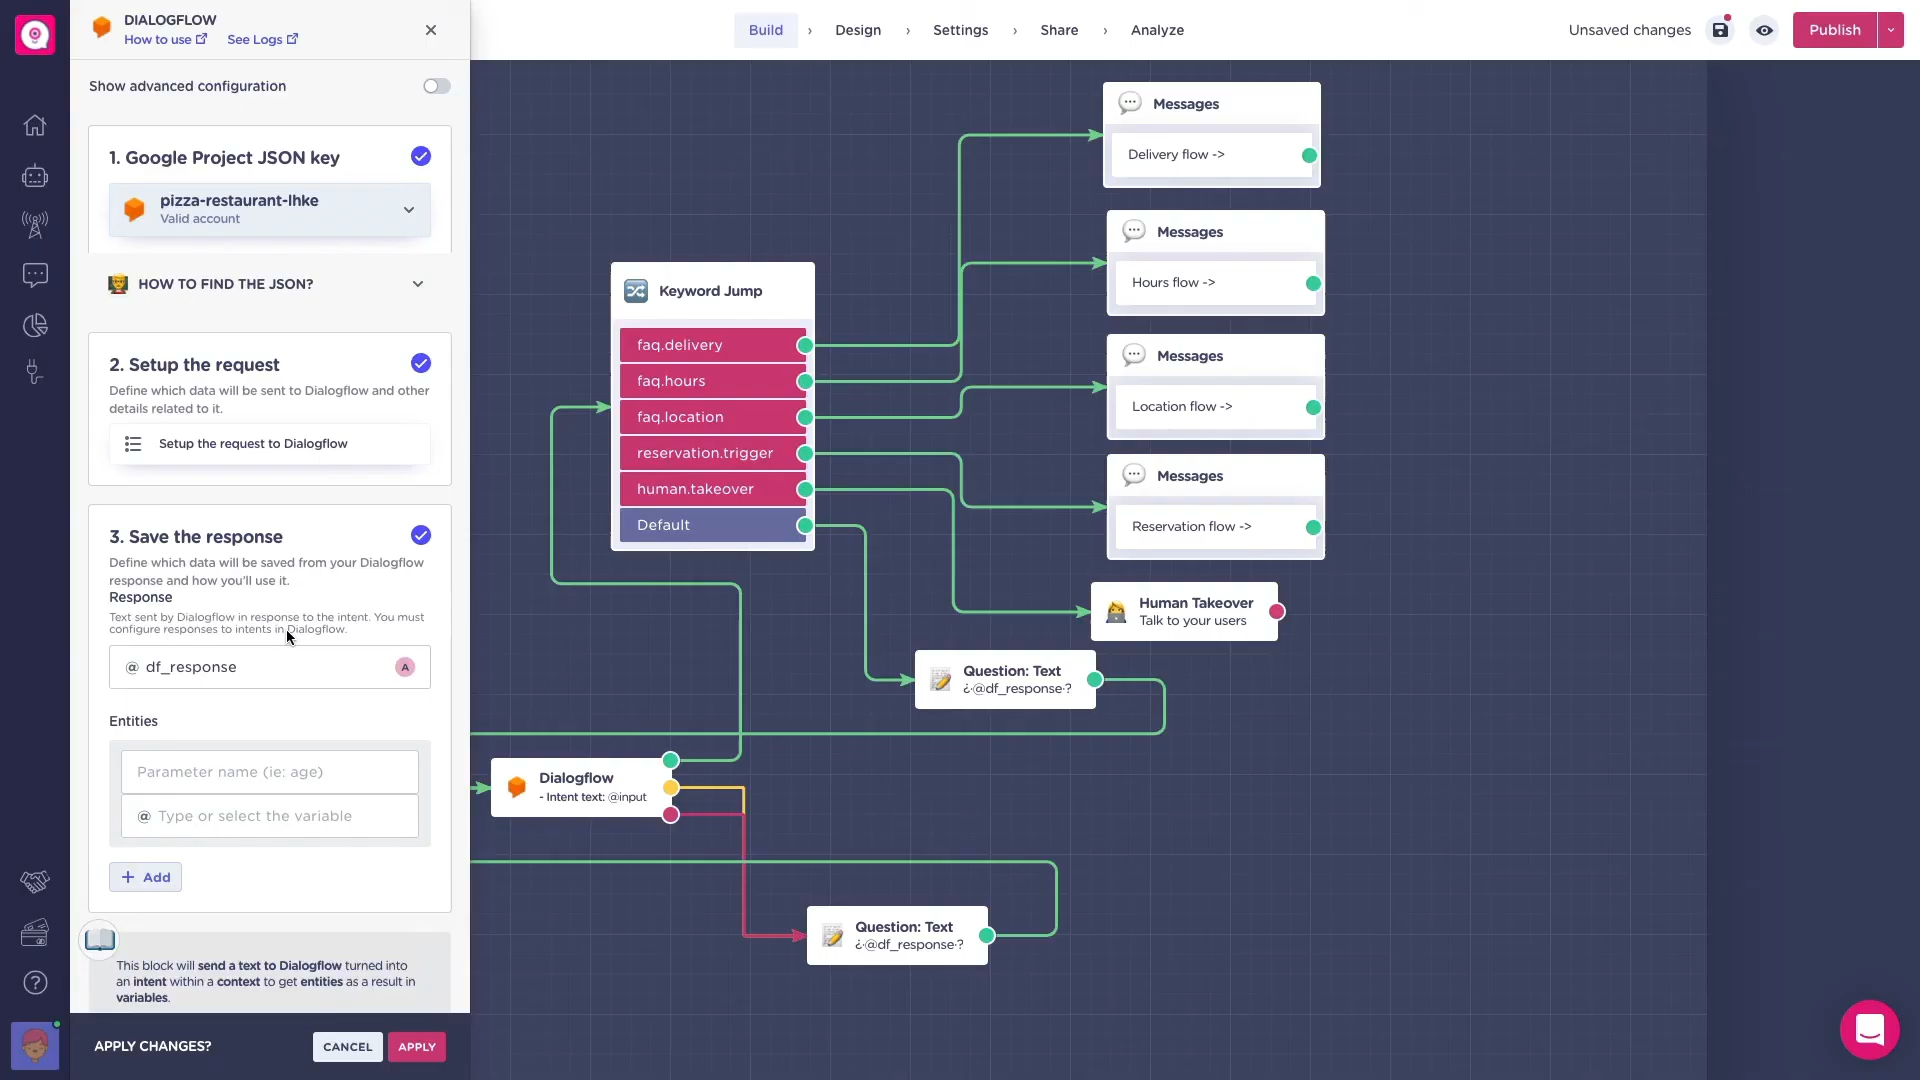 DIALOGFLOW
How to use
See Logs
Show advanced configuration
1. Google Project JSON key
pizza-restaurant-lhke
Valid account
HOW TO FIND THE JSON?
2. Setup the request
Define which data will be sent to Dialogflow and other
details related to it.
Setup the request to Dialogflow
3. Save the response
Define which data will be saved from your Dialogflow
response and how you'll use it.
Response
Text sent by Dialogflow in response to the intent. You must
configure responses to intents in Dialogflow.
@ df_response
A
Entities
Parameter name (ie: age)
@ Type or select the variable
+ Add
This block will send a text to Dialogflow turned into
an intent within a context to get entities as a result in
variables.
APPLY CHANGES?
CANCEL
APPLY
Build
Design
Settings
Share
Analyze
Unsaved changes
Publish
Keyword Jump
faq.delivery
faq.hours
faq.location
reservation.trigger
human.takeover
Default
Messages
Delivery flow ->
Messages
Hours flow ->
Messages
Location flow ->
Messages
Reservation flow ->
Human Takeover
Talk to your users
Question: Text
¿·@df_response·?
Dialogflow
- Intent text: @input
Question: Text
¿·@df_response·?